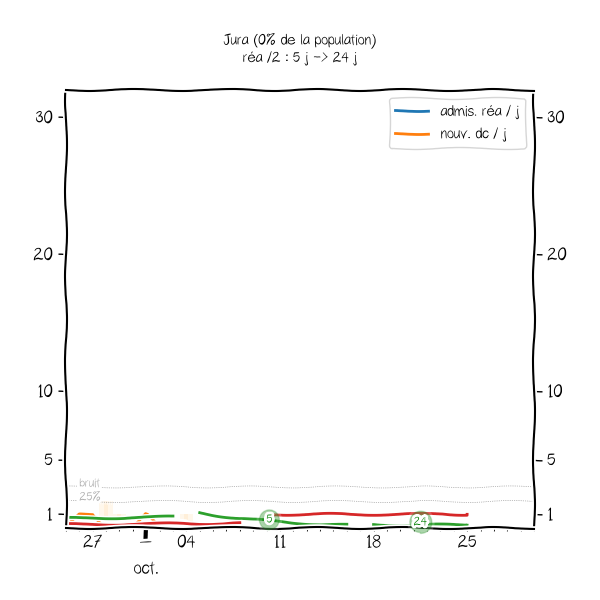 Jura (0% de la population)
réa /2 : 5 j -> 24 j
admis. réa / j
nouv. dc / j
30 30
20 20
10 10
5 5
bruit
25%
1 1
5 24
27 04 11 18 25
oct.